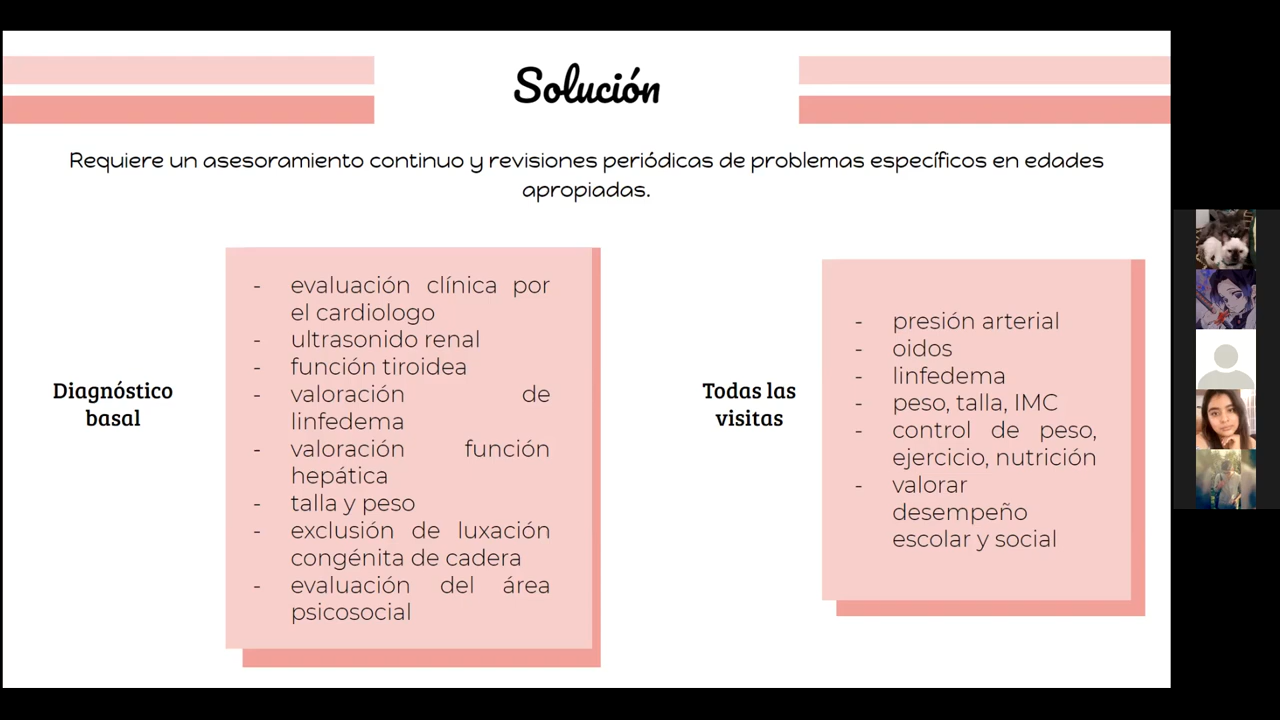 Solución
Requiere un asesoramiento continuo y revisiones periódicas de problemas específicos en edades
apropiadas.
Diagnóstico
basal
- evaluación clínica por
el cardiologo
- ultrasonido renal
- función tiroidea
- valoración de
linfedema
- valoración función
hepática
- talla y peso
- exclusión de luxación
congénita de cadera
- evaluación del área
psicosocial
Todas las
visitas
- presión arterial
- oidos
- linfedema
- peso, talla, IMC
- control de peso,
ejercicio, nutrición
- valorar
desempeño
escolar y social